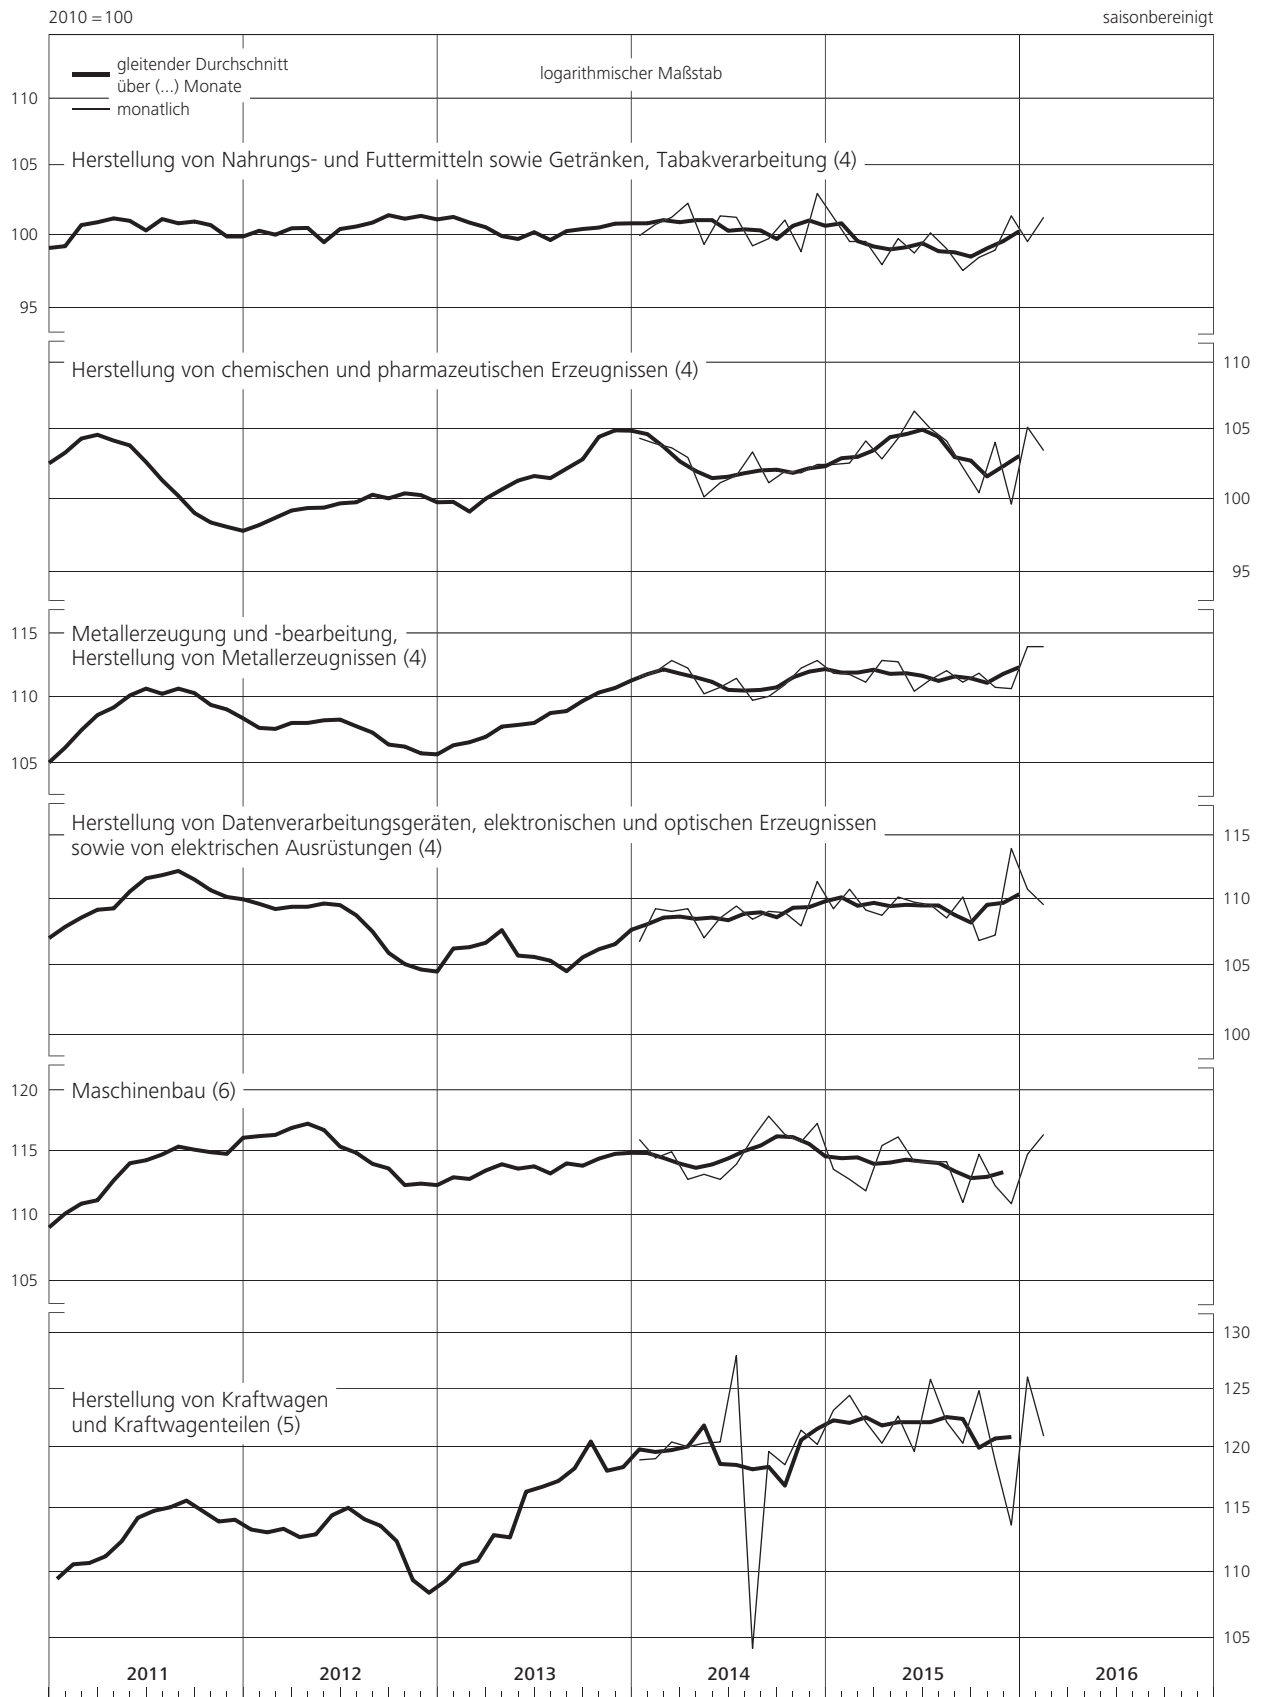 2010 = 100
saisonbereinigt
gleitender Durchschnitt
über (...) Monate
monatlich
logarithmischer Maßstab
110
105
Herstellung von Nahrungs- und Futtermitteln sowie Getränken, Tabakverarbeitung (4)
100
95
110
Herstellung von chemischen und pharmazeutischen Erzeugnissen (4)
105
100
95
115
Metallerzeugung und -bearbeitung,
Herstellung von Metallerzeugnissen (4)
110
105
Herstellung von Datenverarbeitungsgeräten, elektronischen und optischen Erzeugnissen
sowie von elektrischen Ausrüstungen (4)
115
110
105
100
120
Maschinenbau (6)
115
110
105
130
125
Herstellung von Kraftwagen
und Kraftwagenteilen (5)
120
115
110
105
2011 2012 2013 2014 2015 2016